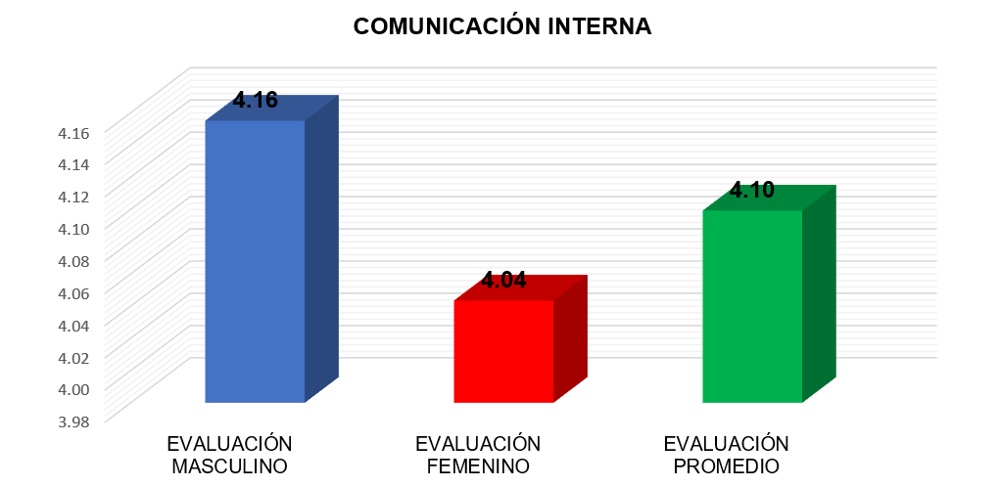 COMUNICACIÓN INTERNA
4.16
4.04
4.10
4.16
4.14
4.12
4.10
4.08
4.06
4.04
4.02
4.00
3.98
EVALUACIÓN
MASCULINO
EVALUACIÓN
FEMENINO
EVALUACIÓN
PROMEDIO